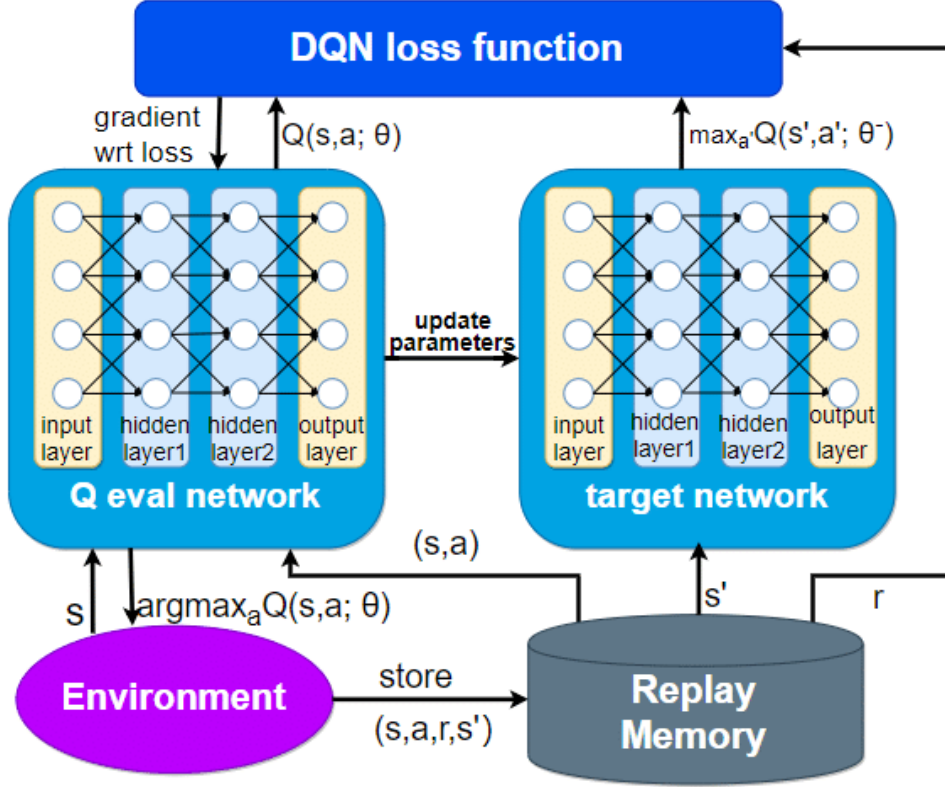 DQN loss function
gradient
wrt loss
Q(s,a; θ)
maxₐ'Q(s',a'; θ⁻)
input
layer
hidden
layer1
hidden
layer2
output
layer
Q eval network
update
parameters
input
layer
hidden
layer1
hidden
layer2
output
layer
target network
s
argmaxₐQ(s,a; θ)
(s,a)
s'
r
Environment
store
(s,a,r,s')
Replay
Memory